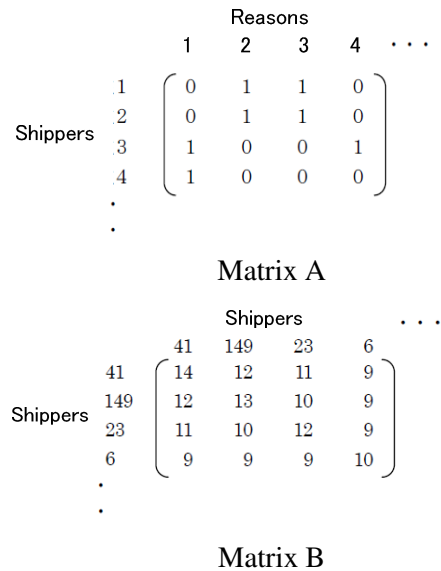 Reasons
1 2 3 4 · · ·
.1 0 1 1 0
.2 0 1 1 0
Shippers .3 1 0 0 1
.4 1 0 0 0
·
·
Matrix A
Shippers · · ·
41 149 23 6
41 14 12 11 9
Shippers 149 12 13 10 9
23 11 10 12 9
6 9 9 9 10
·
·
Matrix B